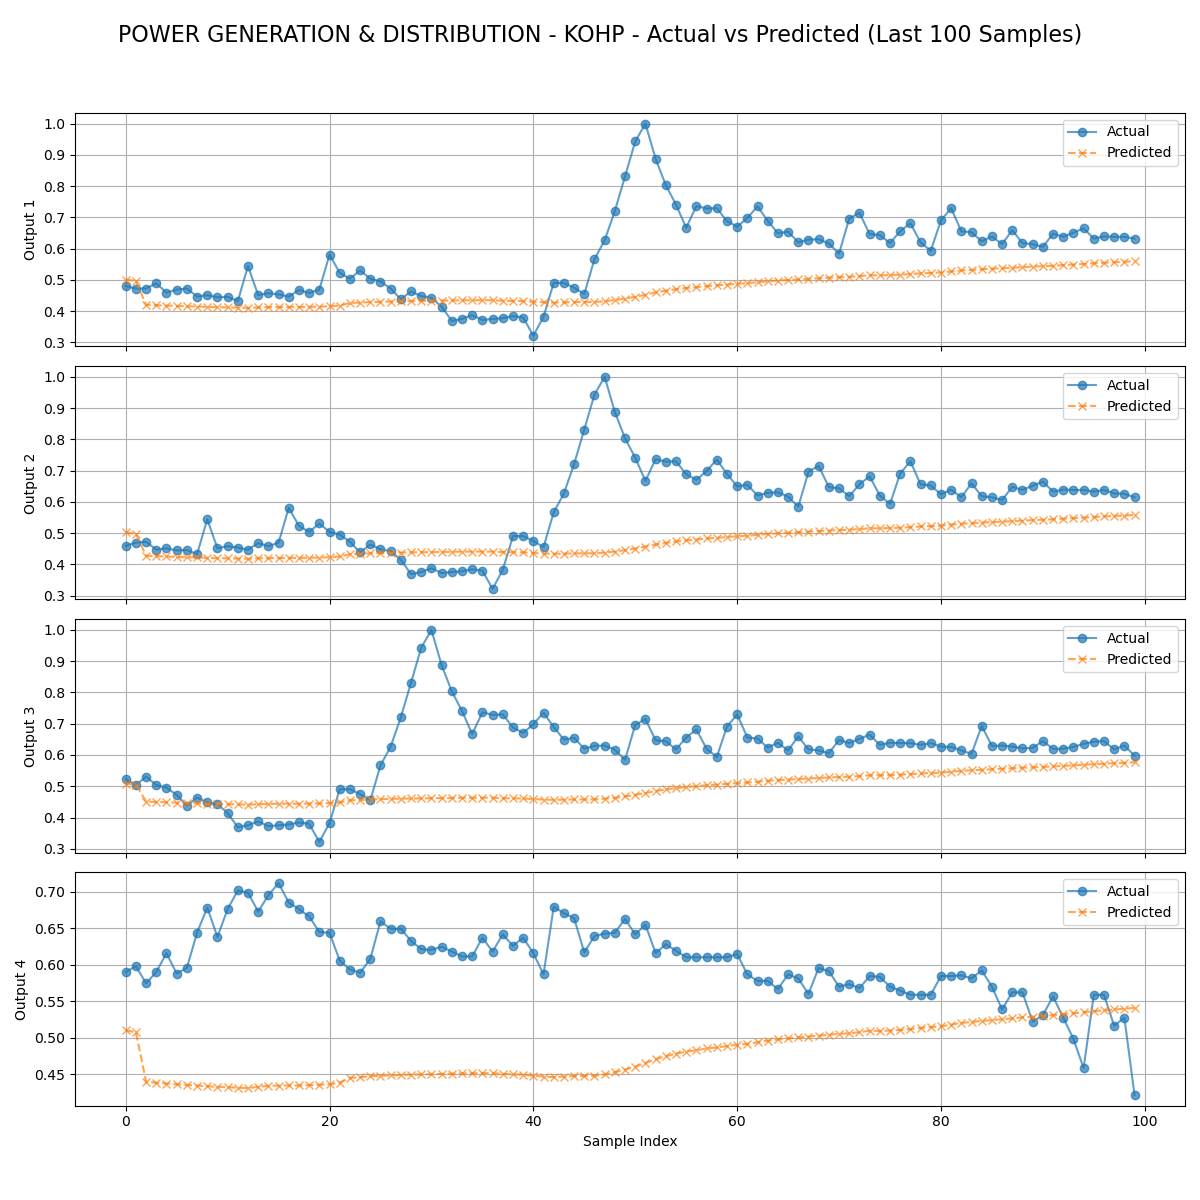 POWER GENERATION & DISTRIBUTION - KOHP - Actual vs Predicted (Last 100 Samples)
1.0
0.9
0.8
0.7
0.6
0.5
0.4
0.3
Output 1
Actual
Predicted
1.0
0.9
0.8
0.7
0.6
0.5
0.4
0.3
Output 2
Actual
Predicted
1.0
0.9
0.8
0.7
0.6
0.5
0.4
0.3
Output 3
Actual
Predicted
0.70
0.65
0.60
0.55
0.50
0.45
Output 4
Actual
Predicted
0 20 40 60 80 100
Sample Index